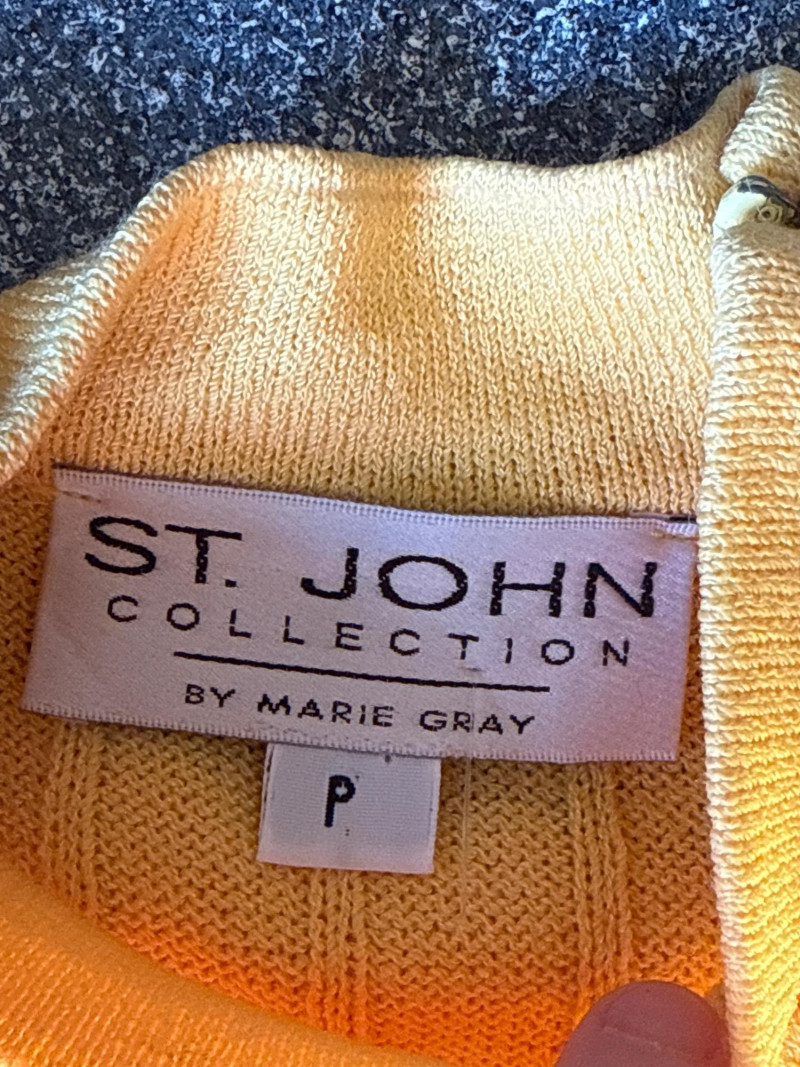 ST. JOHN
COLLECTION
BY MARIE GRAY
P